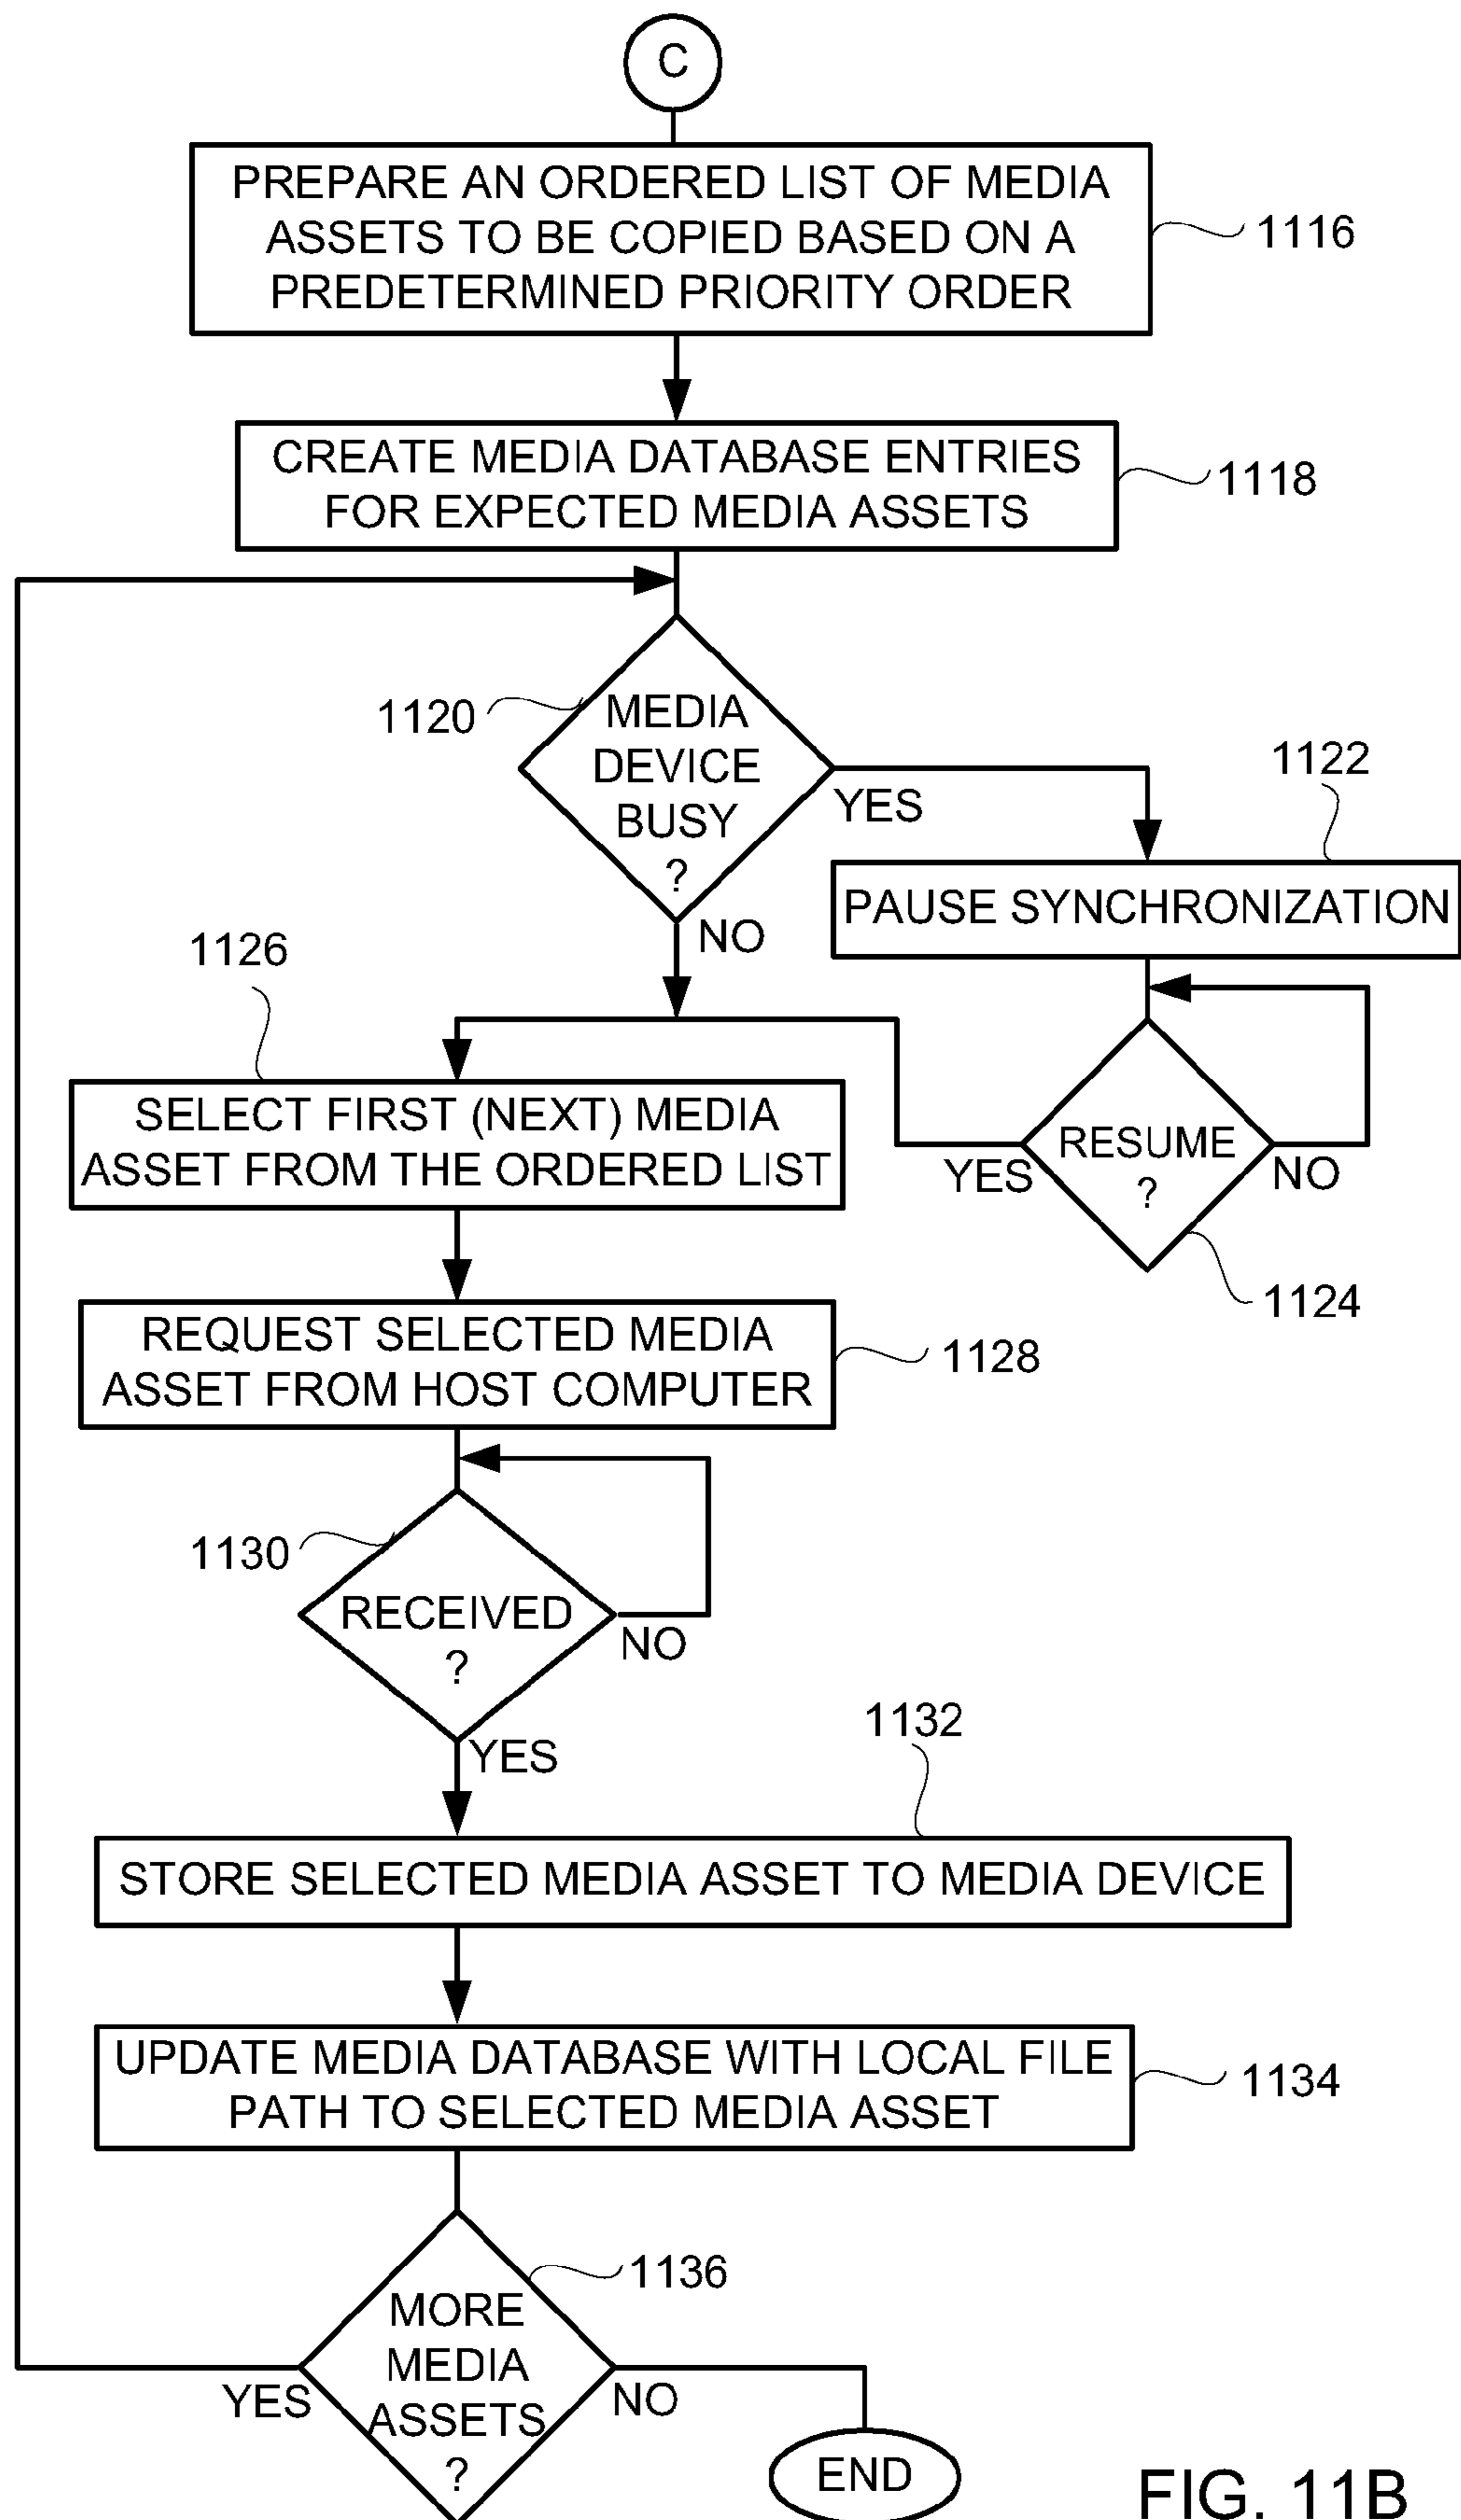 C
PREPARE AN ORDERED LIST OF MEDIA
ASSETS TO BE COPIED BASED ON A
PREDETERMINED PRIORITY ORDER
1116
CREATE MEDIA DATABASE ENTRIES
FOR EXPECTED MEDIA ASSETS
1118
1120
MEDIA
DEVICE
BUSY
?
YES
NO
1122
PAUSE SYNCHRONIZATION
RESUME
?
YES
NO
1124
1126
SELECT FIRST (NEXT) MEDIA
ASSET FROM THE ORDERED LIST
REQUEST SELECTED MEDIA
ASSET FROM HOST COMPUTER
1128
1130
RECEIVED
?
NO
YES
1132
STORE SELECTED MEDIA ASSET TO MEDIA DEVICE
UPDATE MEDIA DATABASE WITH LOCAL FILE
PATH TO SELECTED MEDIA ASSET
1134
1136
MORE
MEDIA
ASSETS
?
YES
NO
END
FIG. 11B